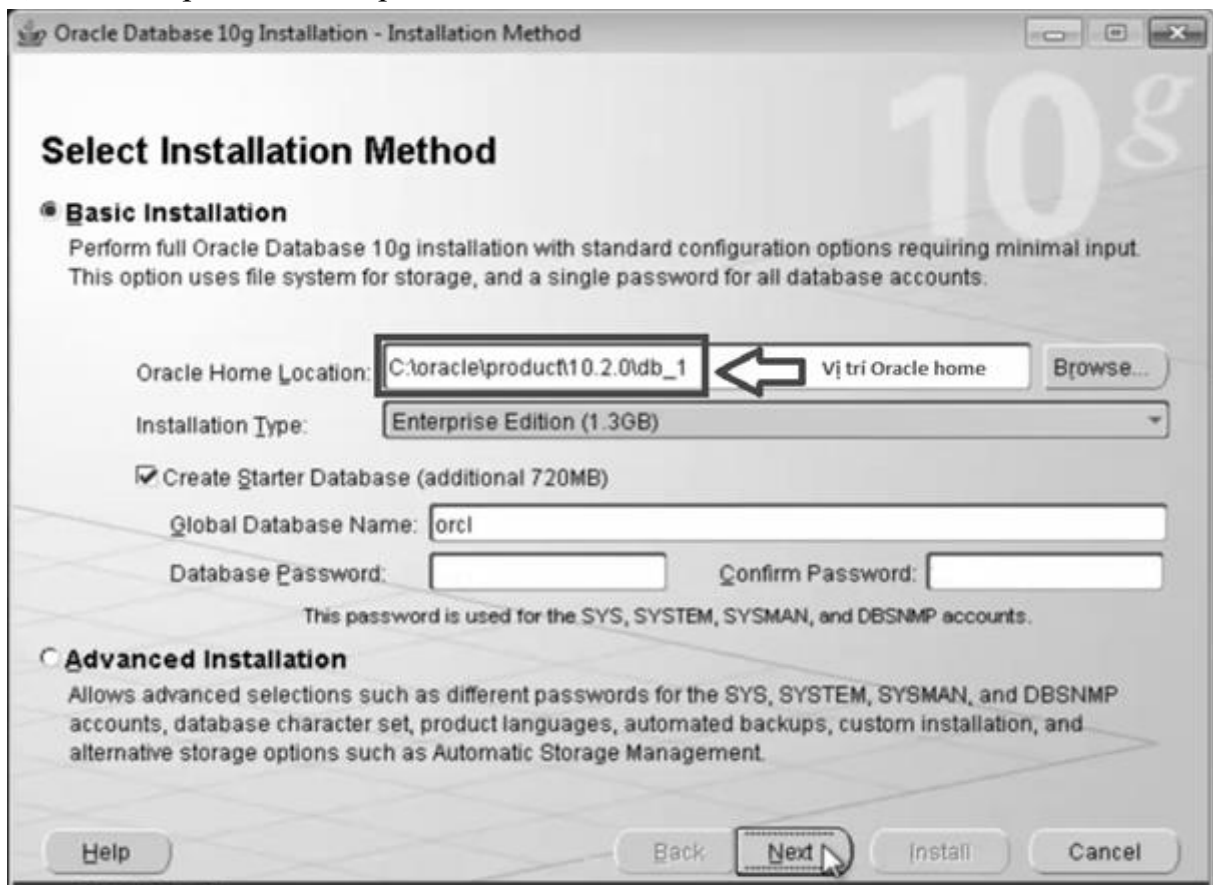 Oracle Database 10g Installation - Installation Method
10g
Select Installation Method
Basic Installation
Perform full Oracle Database 10g installation with standard configuration options requiring minimal input.
This option uses file system for storage, and a single password for all database accounts.
Oracle Home Location: C:\oracle\product\10.2.0\db_1 Vị trí Oracle home Browse...
Installation Type: Enterprise Edition (1.3GB)
Create Starter Database (additional 720MB)
Global Database Name: orcl
Database Password: Confirm Password:
This password is used for the SYS, SYSTEM, SYSMAN, and DBSNMP accounts.
Advanced Installation
Allows advanced selections such as different passwords for the SYS, SYSTEM, SYSMAN, and DBSNMP
accounts, database character set, product languages, automated backups, custom installation, and
alternative storage options such as Automatic Storage Management.
Help Back Next Install Cancel